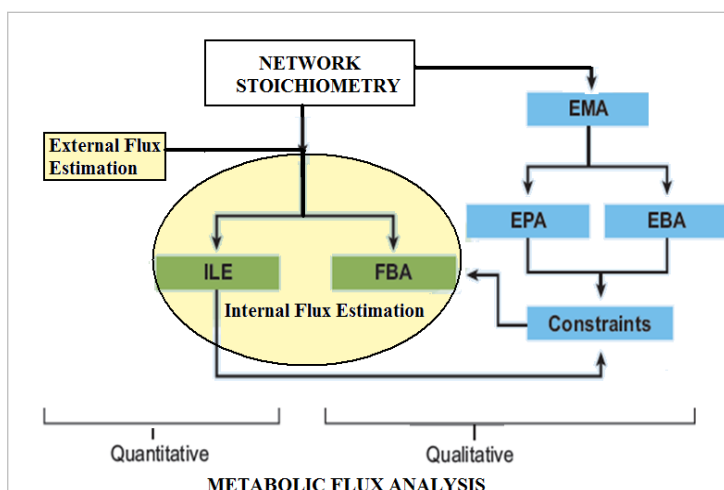 NETWORK
STOICHIOMETRY
EMA
External Flux
Estimation
EPA
EBA
ILE
FBA
Internal Flux Estimation
Constraints
Quantitative
Qualitative
METABOLIC FLUX ANALYSIS